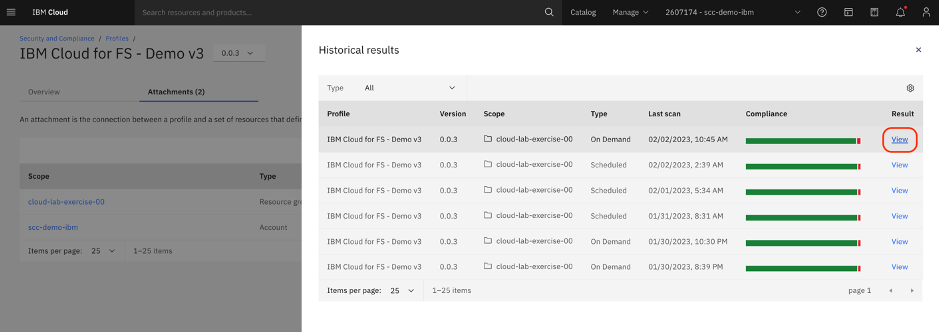 IBM Cloud
Search resources and products...
Catalog
Manage
2607174 - scc-demo-ibm
Security and Compliance / Profiles /
IBM Cloud for FS - Demo v3
0.0.3
Overview
Attachments (2)
An attachment is the connection between a profile and a set of resources that defin
Scope Type
cloud-lab-exercise-00 Resource gro
scc-demo-ibm Account
Items per page: 25 1–25 items
Historical results
Type All
Profile Version Scope Type Last scan Compliance Result
IBM Cloud for FS - Demo v3 0.0.3 cloud-lab-exercise-00 On Demand 02/02/2023, 10:45 AM View
IBM Cloud for FS - Demo v3 0.0.3 cloud-lab-exercise-00 Scheduled 02/02/2023, 2:39 AM View
IBM Cloud for FS - Demo v3 0.0.3 cloud-lab-exercise-00 Scheduled 02/01/2023, 5:34 AM View
IBM Cloud for FS - Demo v3 0.0.3 cloud-lab-exercise-00 Scheduled 01/31/2023, 8:31 AM View
IBM Cloud for FS - Demo v3 0.0.3 cloud-lab-exercise-00 On Demand 01/30/2023, 10:30 PM View
IBM Cloud for FS - Demo v3 0.0.3 cloud-lab-exercise-00 On Demand 01/30/2023, 8:39 PM View
Items per page: 25 1–25 items page 1